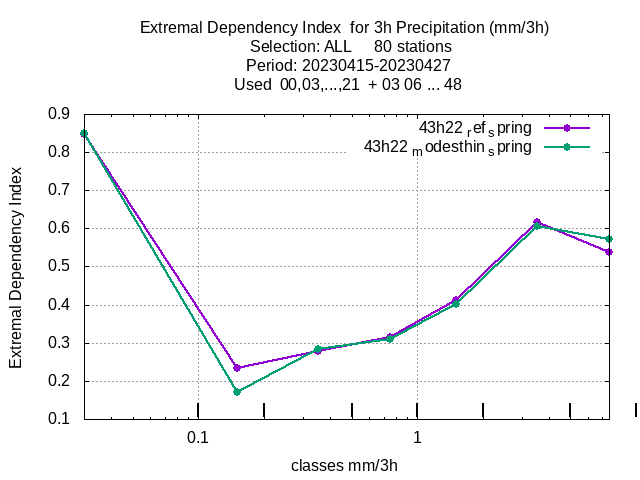 Extremal Dependency Index  for 3h Precipitation (mm/3h)
Selection: ALL     80 stations
Period: 20230415-20230427
Used  00,03,...,21  + 03 06 ... 48
43h22 ref spring
43h22 modesthin spring
Extremal Dependency Index
0.9
0.8
0.7
0.6
0.5
0.4
0.3
0.2
0.1
0.1 1
classes mm/3h